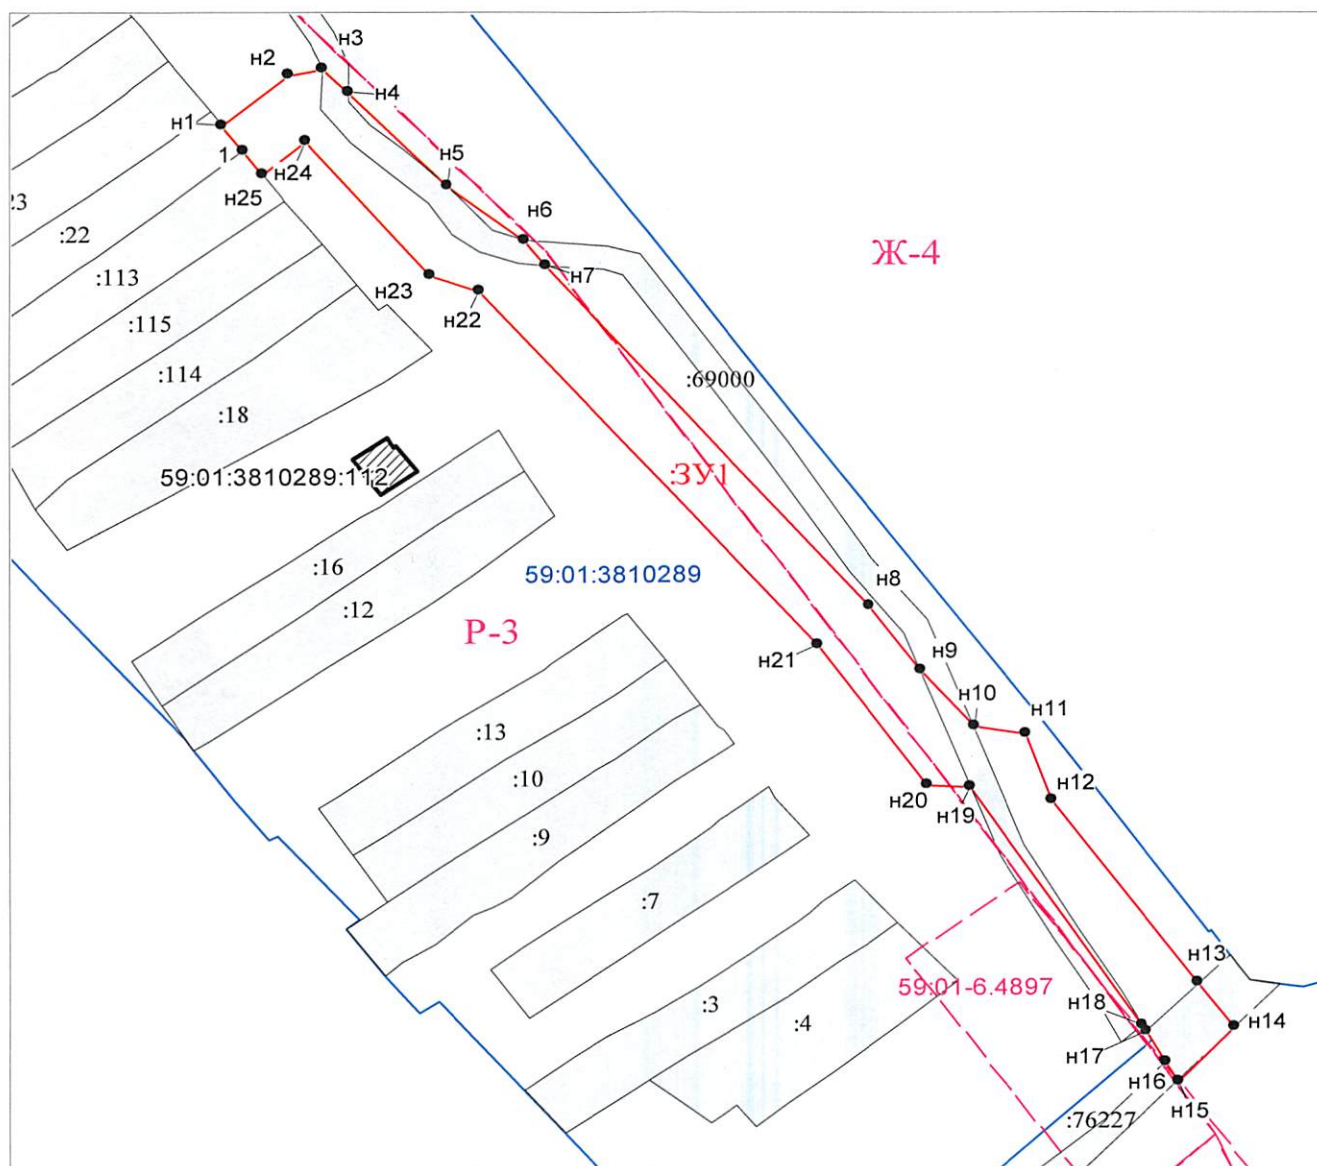 н3
н2
н4
н1
1
н24
н5
н25
:23
н6
:22
Ж-4
:113
н7
н23
н22
:115
:114
:69000
:18
59:01:3810289:112
:ЗУ1
:16
59:01:3810289
н8
:12
Р-3
н21
н9
н10
н11
:13
:10
н12
н20
н19
:9
:7
н13
59:01-6.4897
:3
:4
н18
н14
н17
н16
н15
:76227